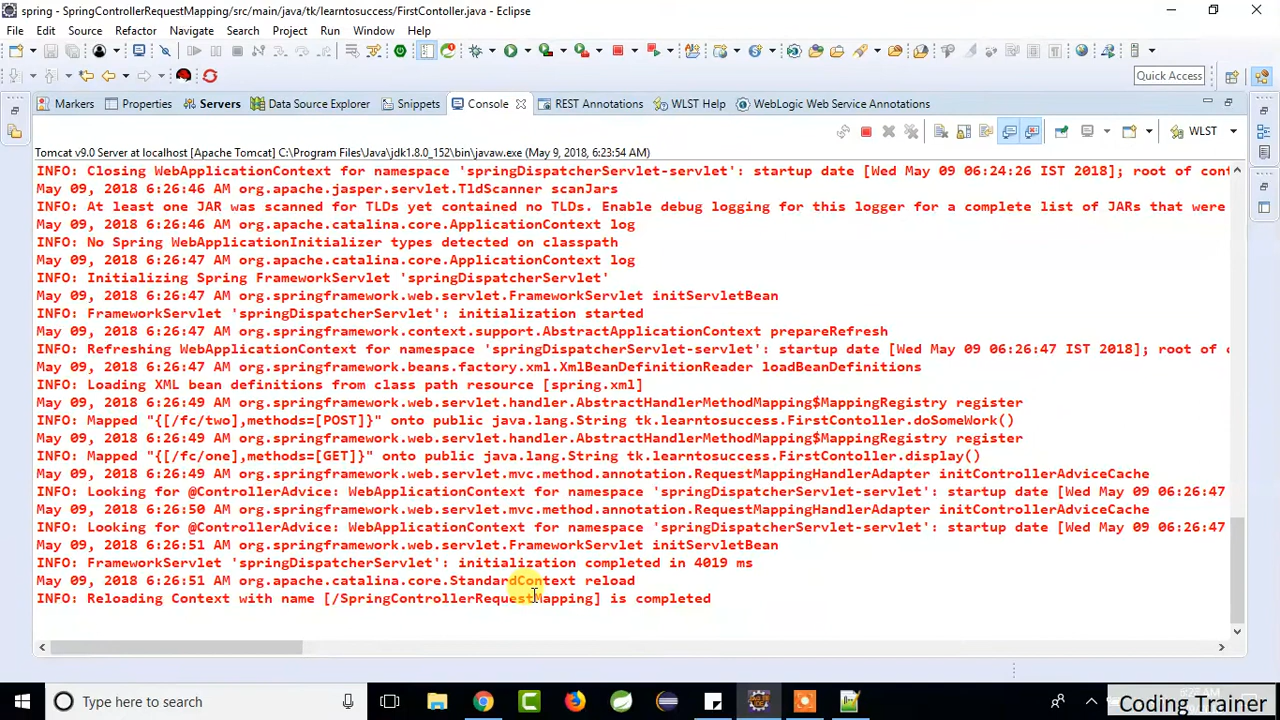 spring - SpringControllerRequestMapping/src/main/java/tk/learntosuccess/FirstContoller.java - Eclipse
File Edit Source Refactor Navigate Search Project Run Window Help
Quick Access
Markers Properties Servers Data Source Explorer Snippets Console REST Annotations WLST Help WebLogic Web Service Annotations
WLST
Tomcat v9.0 Server at localhost [Apache Tomcat] C:\Program Files\Java\jdk1.8.0_152\bin\javaw.exe (May 9, 2018, 6:23:54 AM)
INFO: Closing WebApplicationContext for namespace 'springDispatcherServlet-servlet': startup date [Wed May 09 06:24:26 IST 2018]; root of cont
May 09, 2018 6:26:46 AM org.apache.jasper.servlet.TldScanner scanJars
INFO: At least one JAR was scanned for TLDs yet contained no TLDs. Enable debug logging for this logger for a complete list of JARs that were
May 09, 2018 6:26:47 AM org.apache.catalina.core.ApplicationContext log
INFO: No Spring WebApplicationInitializer types detected on classpath
May 09, 2018 6:26:47 AM org.apache.catalina.core.ApplicationContext log
INFO: Initializing Spring FrameworkServlet 'springDispatcherServlet'
May 09, 2018 6:26:47 AM org.springframework.web.servlet.FrameworkServlet initServletBean
INFO: FrameworkServlet 'springDispatcherServlet': initialization started
May 09, 2018 6:26:47 AM org.springframework.context.support.AbstractApplicationContext prepareRefresh
INFO: Refreshing WebApplicationContext for namespace 'springDispatcherServlet-servlet': startup date [Wed May 09 06:26:47 IST 2018]; root of c
May 09, 2018 6:26:47 AM org.springframework.beans.factory.xml.XmlBeanDefinitionReader loadBeanDefinitions
INFO: Loading XML bean definitions from class path resource [spring.xml]
May 09, 2018 6:26:49 AM org.springframework.web.servlet.handler.AbstractHandlerMethodMapping$MappingRegistry register
INFO: Mapped "{[/fc/two],methods=[POST]}" onto public java.lang.String tk.learntosuccess.FirstContoller.doSomeWork()
May 09, 2018 6:26:49 AM org.springframework.web.servlet.handler.AbstractHandlerMethodMapping$MappingRegistry register
INFO: Mapped "{[/fc/one],methods=[GET]}" onto public java.lang.String tk.learntosuccess.FirstContoller.display()
May 09, 2018 6:26:49 AM org.springframework.web.servlet.mvc.method.annotation.RequestMappingHandlerAdapter initControllerAdviceCache
INFO: Looking for @ControllerAdvice: WebApplicationContext for namespace 'springDispatcherServlet-servlet': startup date [Wed May 09 06:26:47
May 09, 2018 6:26:50 AM org.springframework.web.servlet.mvc.method.annotation.RequestMappingHandlerAdapter initControllerAdviceCache
INFO: Looking for @ControllerAdvice: WebApplicationContext for namespace 'springDispatcherServlet-servlet': startup date [Wed May 09 06:26:47
May 09, 2018 6:26:51 AM org.springframework.web.servlet.FrameworkServlet initServletBean
INFO: FrameworkServlet 'springDispatcherServlet': initialization completed in 4019 ms
May 09, 2018 6:26:51 AM org.apache.catalina.core.StandardContext reload
INFO: Reloading Context with name [/SpringControllerRequestMapping] is completed
Type here to search
Coding Trainer